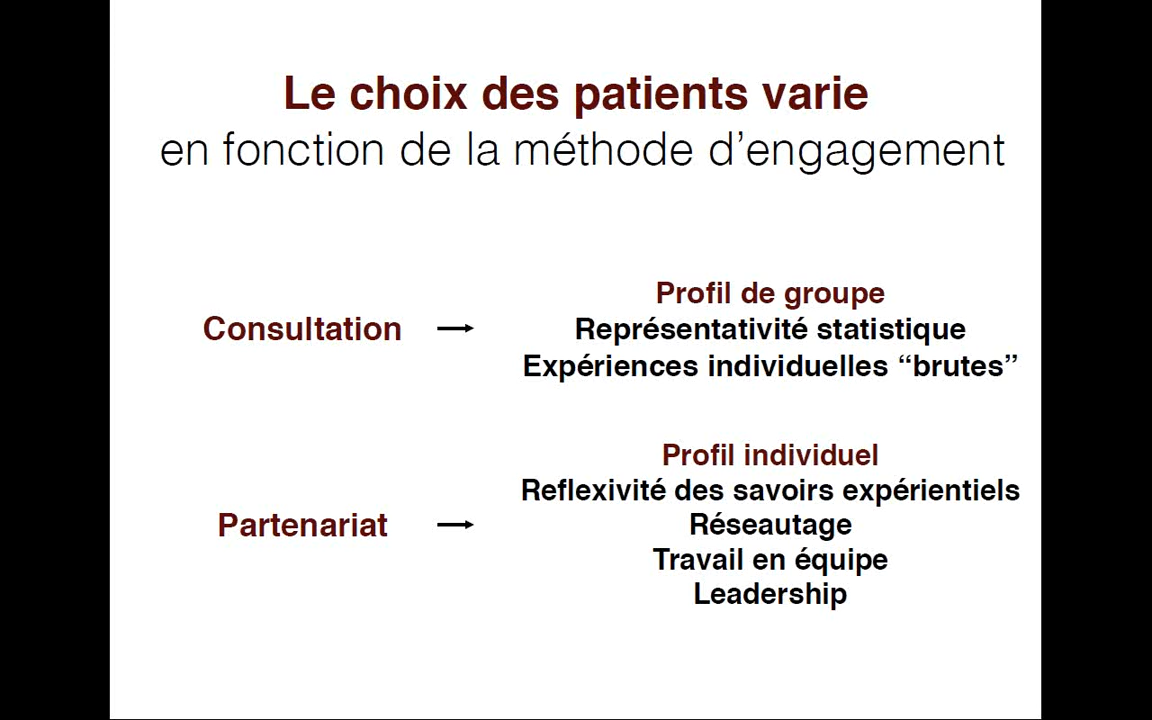 Le choix des patients varie
en fonction de la méthode d’engagement
Consultation
Profil de groupe
Représentativité statistique
Expériences individuelles “brutes”
Partenariat
Profil individuel
Reflexivité des savoirs expérientiels
Réseautage
Travail en équipe
Leadership